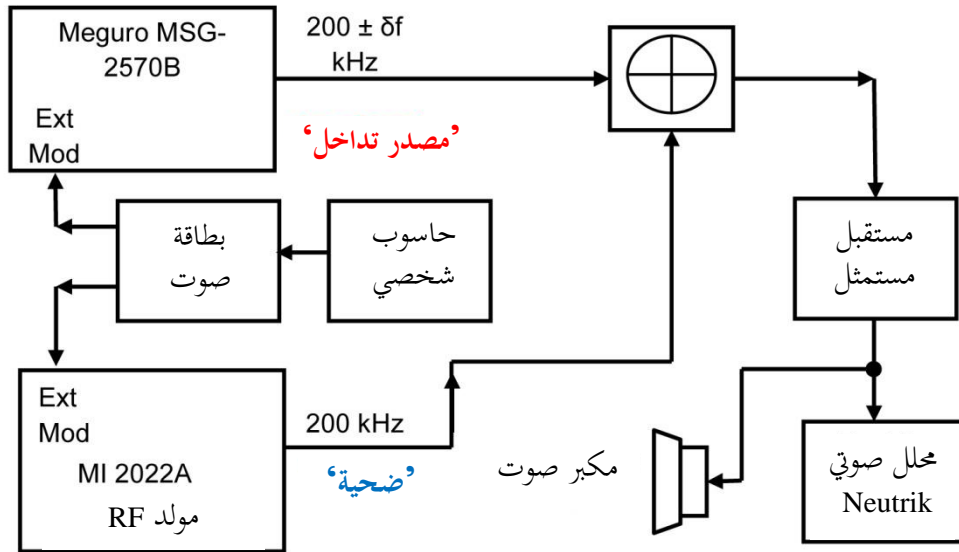 Meguro MSG-
2570B
Ext
Mod
200 ± δf
kHz
’مصدر تداخل‘
بطاقة
صوت
حاسوب
شخصي
مستقبل
مستمثل
Ext
Mod
MI 2022A
مولد RF
200 kHz
’ضحية‘
مكبر صوت
محلل صوتي
Neutrik